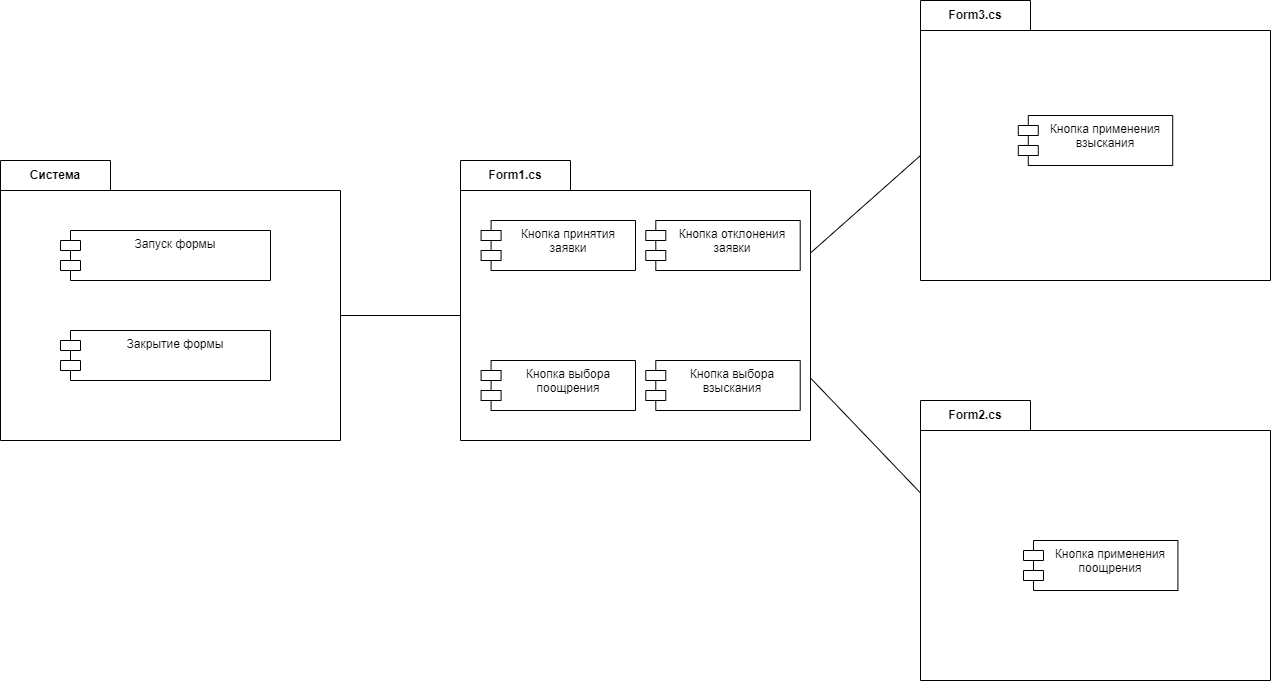 Form3.cs
Кнопка применения
взыскания
Система
Запуск формы
Закрытие формы
Form1.cs
Кнопка принятия
заявки
Кнопка отклонения
заявки
Кнопка выбора
поощрения
Кнопка выбора
взыскания
Form2.cs
Кнопка применения
поощрения